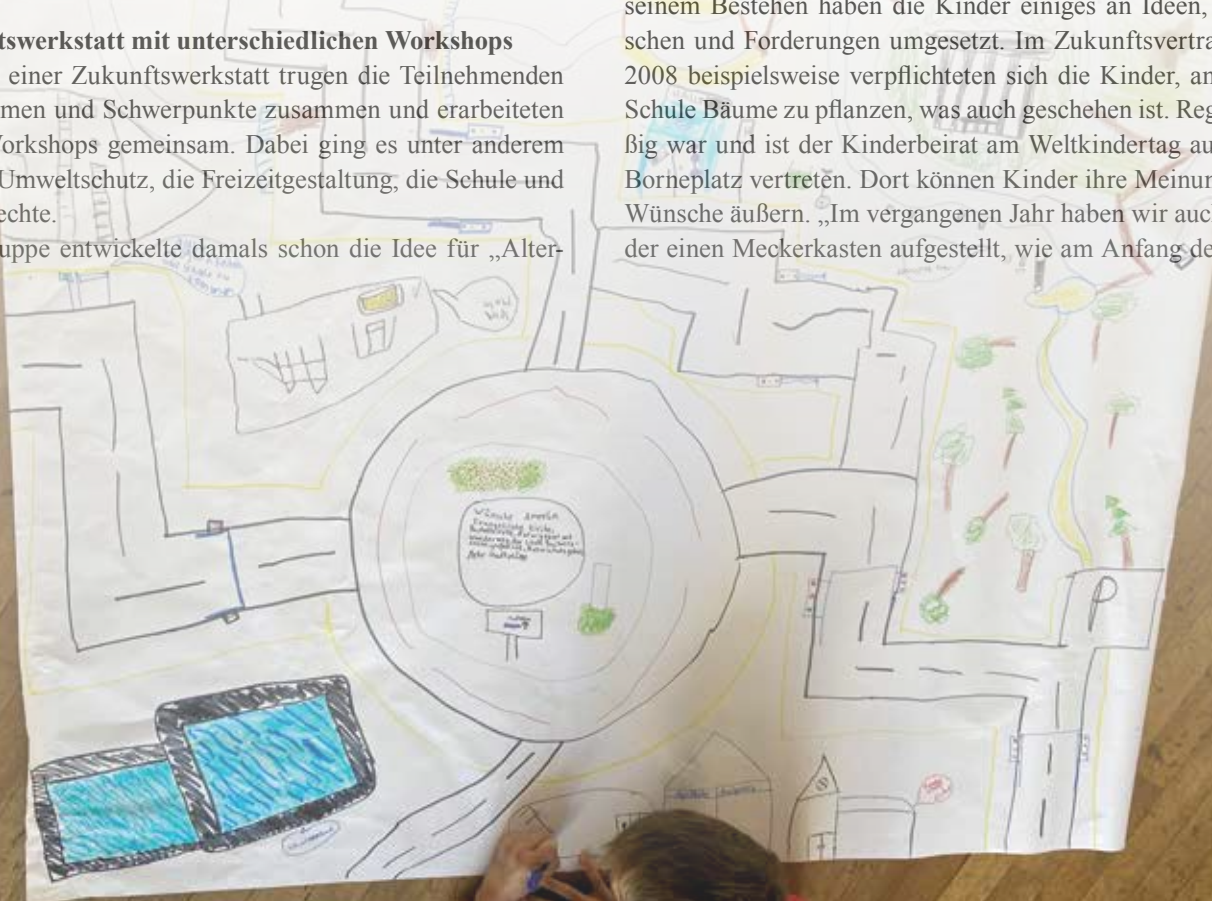 tswerkstatt mit unterschiedlichen Workshops
einer Zukunftswerkstatt trugen die Teilnehmenden
men und Schwerpunkte zusammen und erarbeiteten
Workshops gemeinsam. Dabei ging es unter anderem
Umweltschutz, die Freizeitgestaltung, die Schule und
echte.
uppe entwickelte damals schon die Idee für „Alter-
seinem Bestehen haben die Kinder einiges an Ideen,
schen und Forderungen umgesetzt. Im Zukunftsvertra
2008 beispielsweise verpflichteten sich die Kinder, an
Schule Bäume zu pflanzen, was auch geschehen ist. Reg
ßig war und ist der Kinderbeirat am Weltkindertag au
Borneplatz vertreten. Dort können Kinder ihre Meinun
Wünsche äußern. „Im vergangenen Jahr haben wir auch
der einen Meckerkasten aufgestellt, wie am Anfang de
Wünsche
Evangelische Kirche,
P